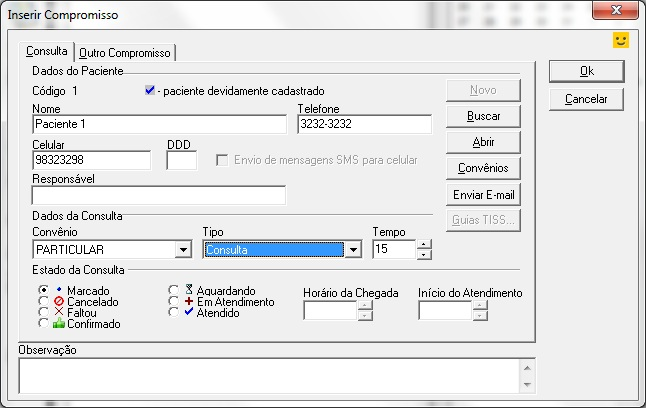 Inserir Compromisso
Consulta
Outro Compromisso
Ok
Cancelar
Dados do Paciente
Código 1
- paciente devidamente cadastrado
Novo
Nome
Telefone
Paciente 1
3232-3232
Buscar
Abrir
Celular
DDD
98323298
Envio de mensagens SMS para celular
Convênios
Responsável
Enviar E-mail
Guias TISS...
Dados da Consulta
Convênio
Tipo
Tempo
PARTICULAR
Consulta
15
Estado da Consulta
Marcado
Aguardando
Horário da Chegada
Início do Atendimento
Cancelado
Em Atendimento
Faltou
Atendido
Confirmado
Observação